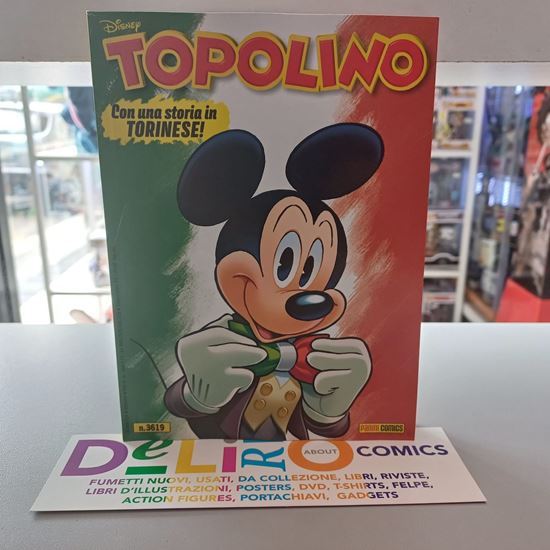 Disney
TOPOLINO
Con una storia in
TORINESE!
n.3619
PANINI COMICS
DeLIRiO ABOUT COMICS
FUMETTI NUOVI, USATI, DA COLLEZIONE, LIBRI, RIVISTE,
LIBRI D'ILLUSTRAZIONI, POSTERS, DVD, T-SHIRTS, FELPE,
ACTION FIGURES, PORTACHIAVI, GADGETS